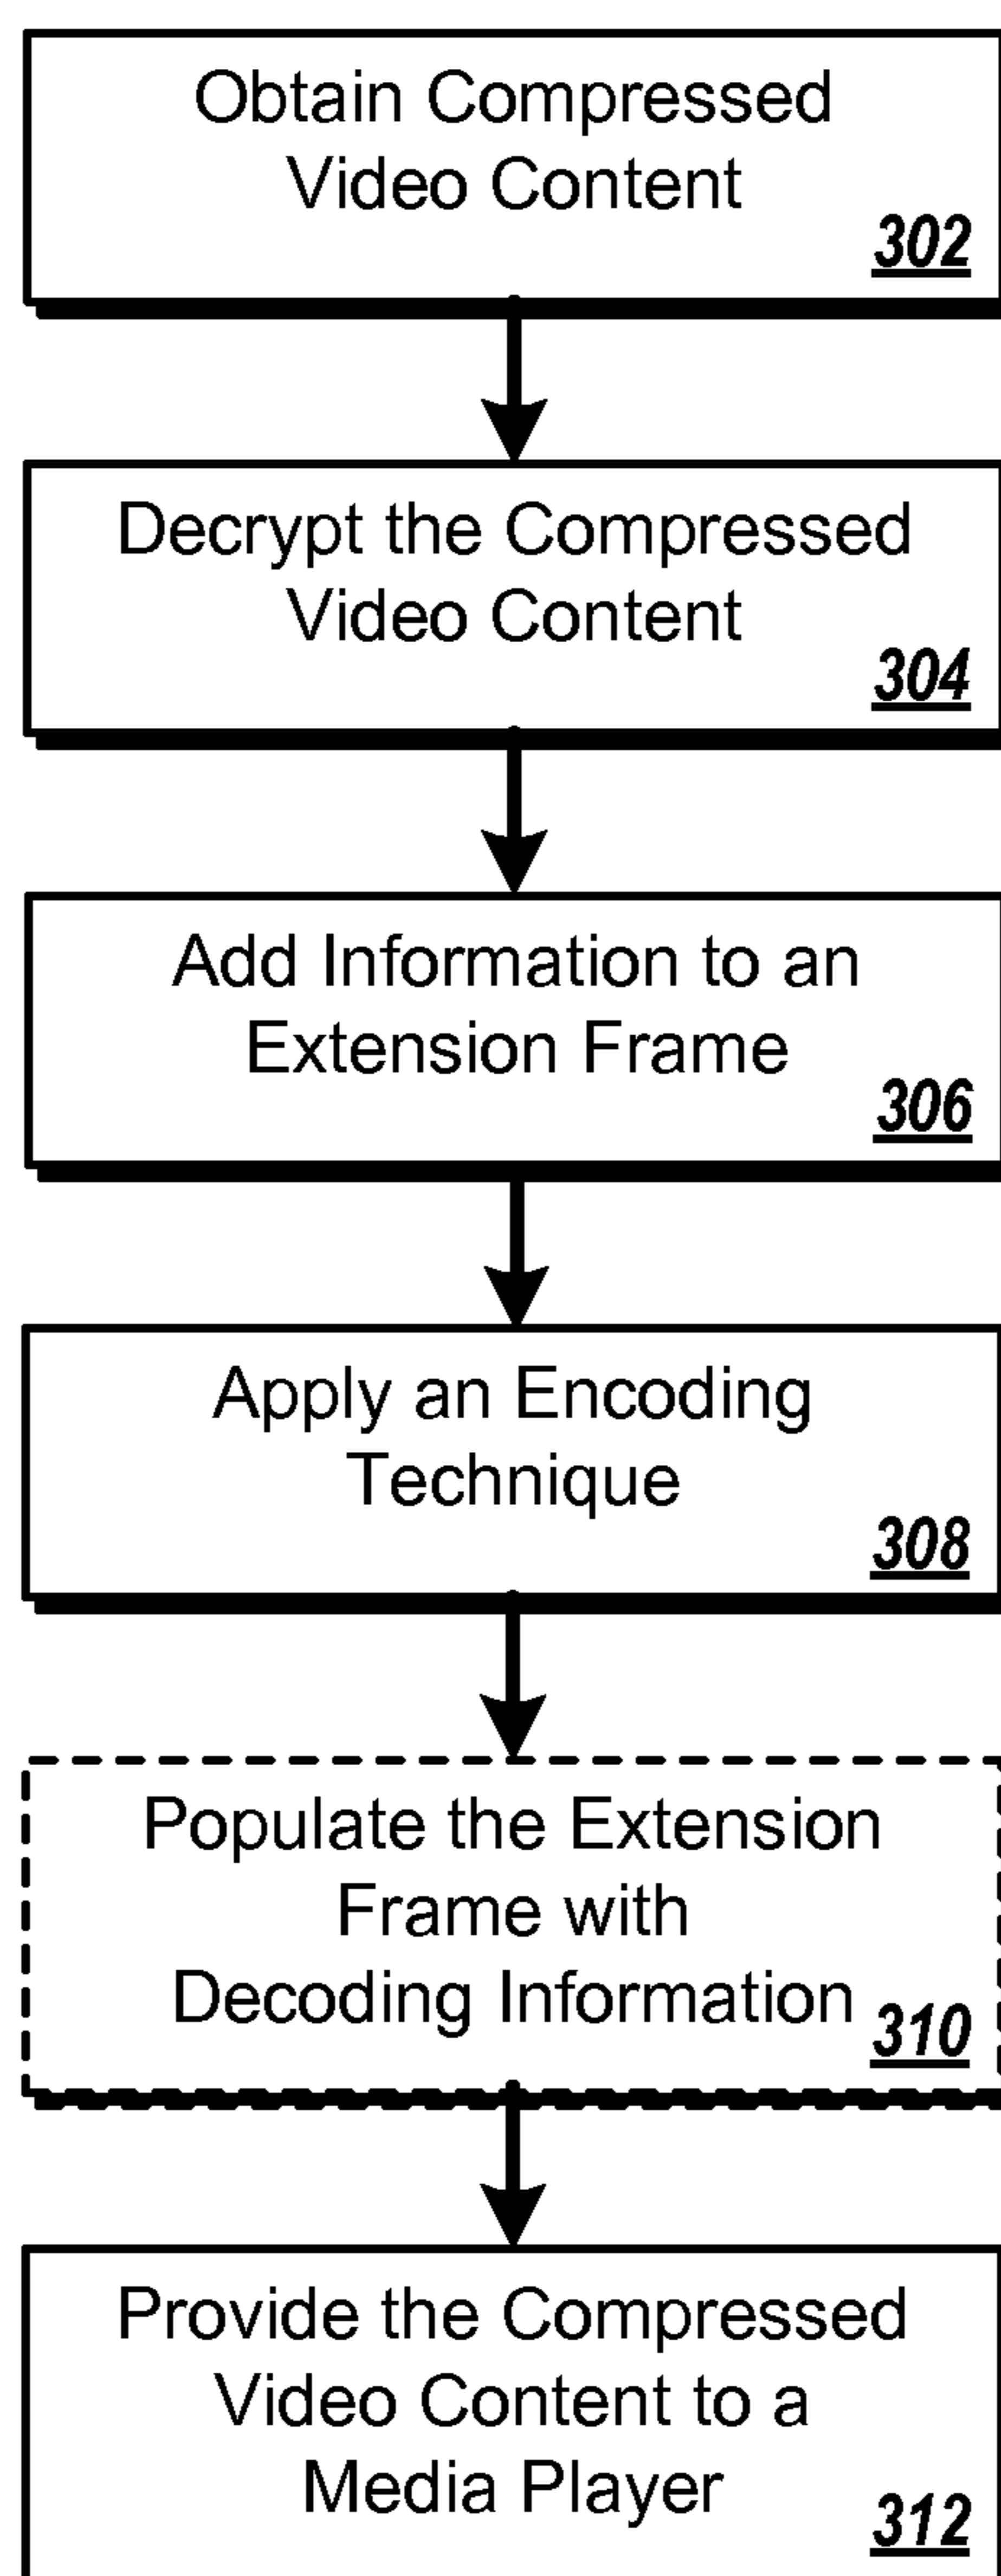 Obtain Compressed
Video Content
302
Decrypt the Compressed
Video Content
304
Add Information to an
Extension Frame
306
Apply an Encoding
Technique
308
Populate the Extension
Frame with
Decoding Information
310
Provide the Compressed
Video Content to a
Media Player
312